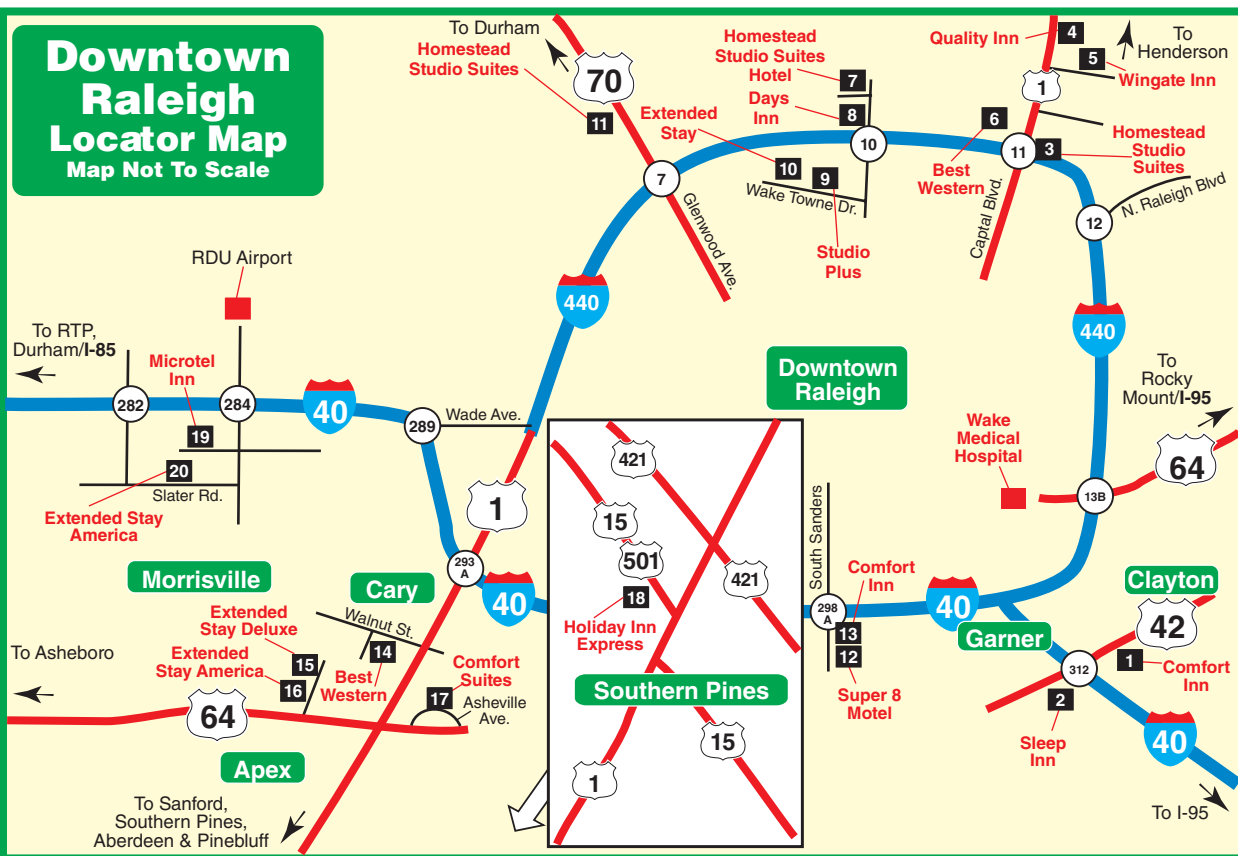 Downtown
Raleigh
Locator Map
Map Not To Scale
To Durham
Homestead
Studio Suites
11
70
7
Glenwood Ave.
Extended
Stay
10
9
Wake Towne Dr.
Studio
Plus
Homestead
Studio Suites
Hotel
7
Days
Inn
8
10
Quality Inn
4
To
Henderson
5
Wingate Inn
1
6
Best
Western
11
3
Homestead
Studio
Suites
Captal Blvd.
12
N. Raleigh Blvd
440
440
RDU Airport
To RTP,
Durham/I-85
Microtel
Inn
282
284
40
289
Wade Ave.
19
20
Slater Rd.
Extended Stay
America
1
293
A
40
Morrisville
Cary
Walnut St.
14
Best
Western
Extended
Stay Deluxe
15
Extended
Stay America
16
To Asheboro
64
Comfort
Suites
17
Asheville
Ave.
Apex
To Sanford,
Southern Pines,
Aberdeen & Pinebluff
421
15
501
421
18
Holiday Inn
Express
Southern Pines
15
1
Downtown
Raleigh
South Sanders
298
A
Comfort
Inn
13
12
Super 8
Motel
40
Wake
Medical
Hospital
13B
64
To
Rocky
Mount/I-95
Clayton
42
Garner
312
1
Comfort
Inn
2
Sleep
Inn
40
To I-95